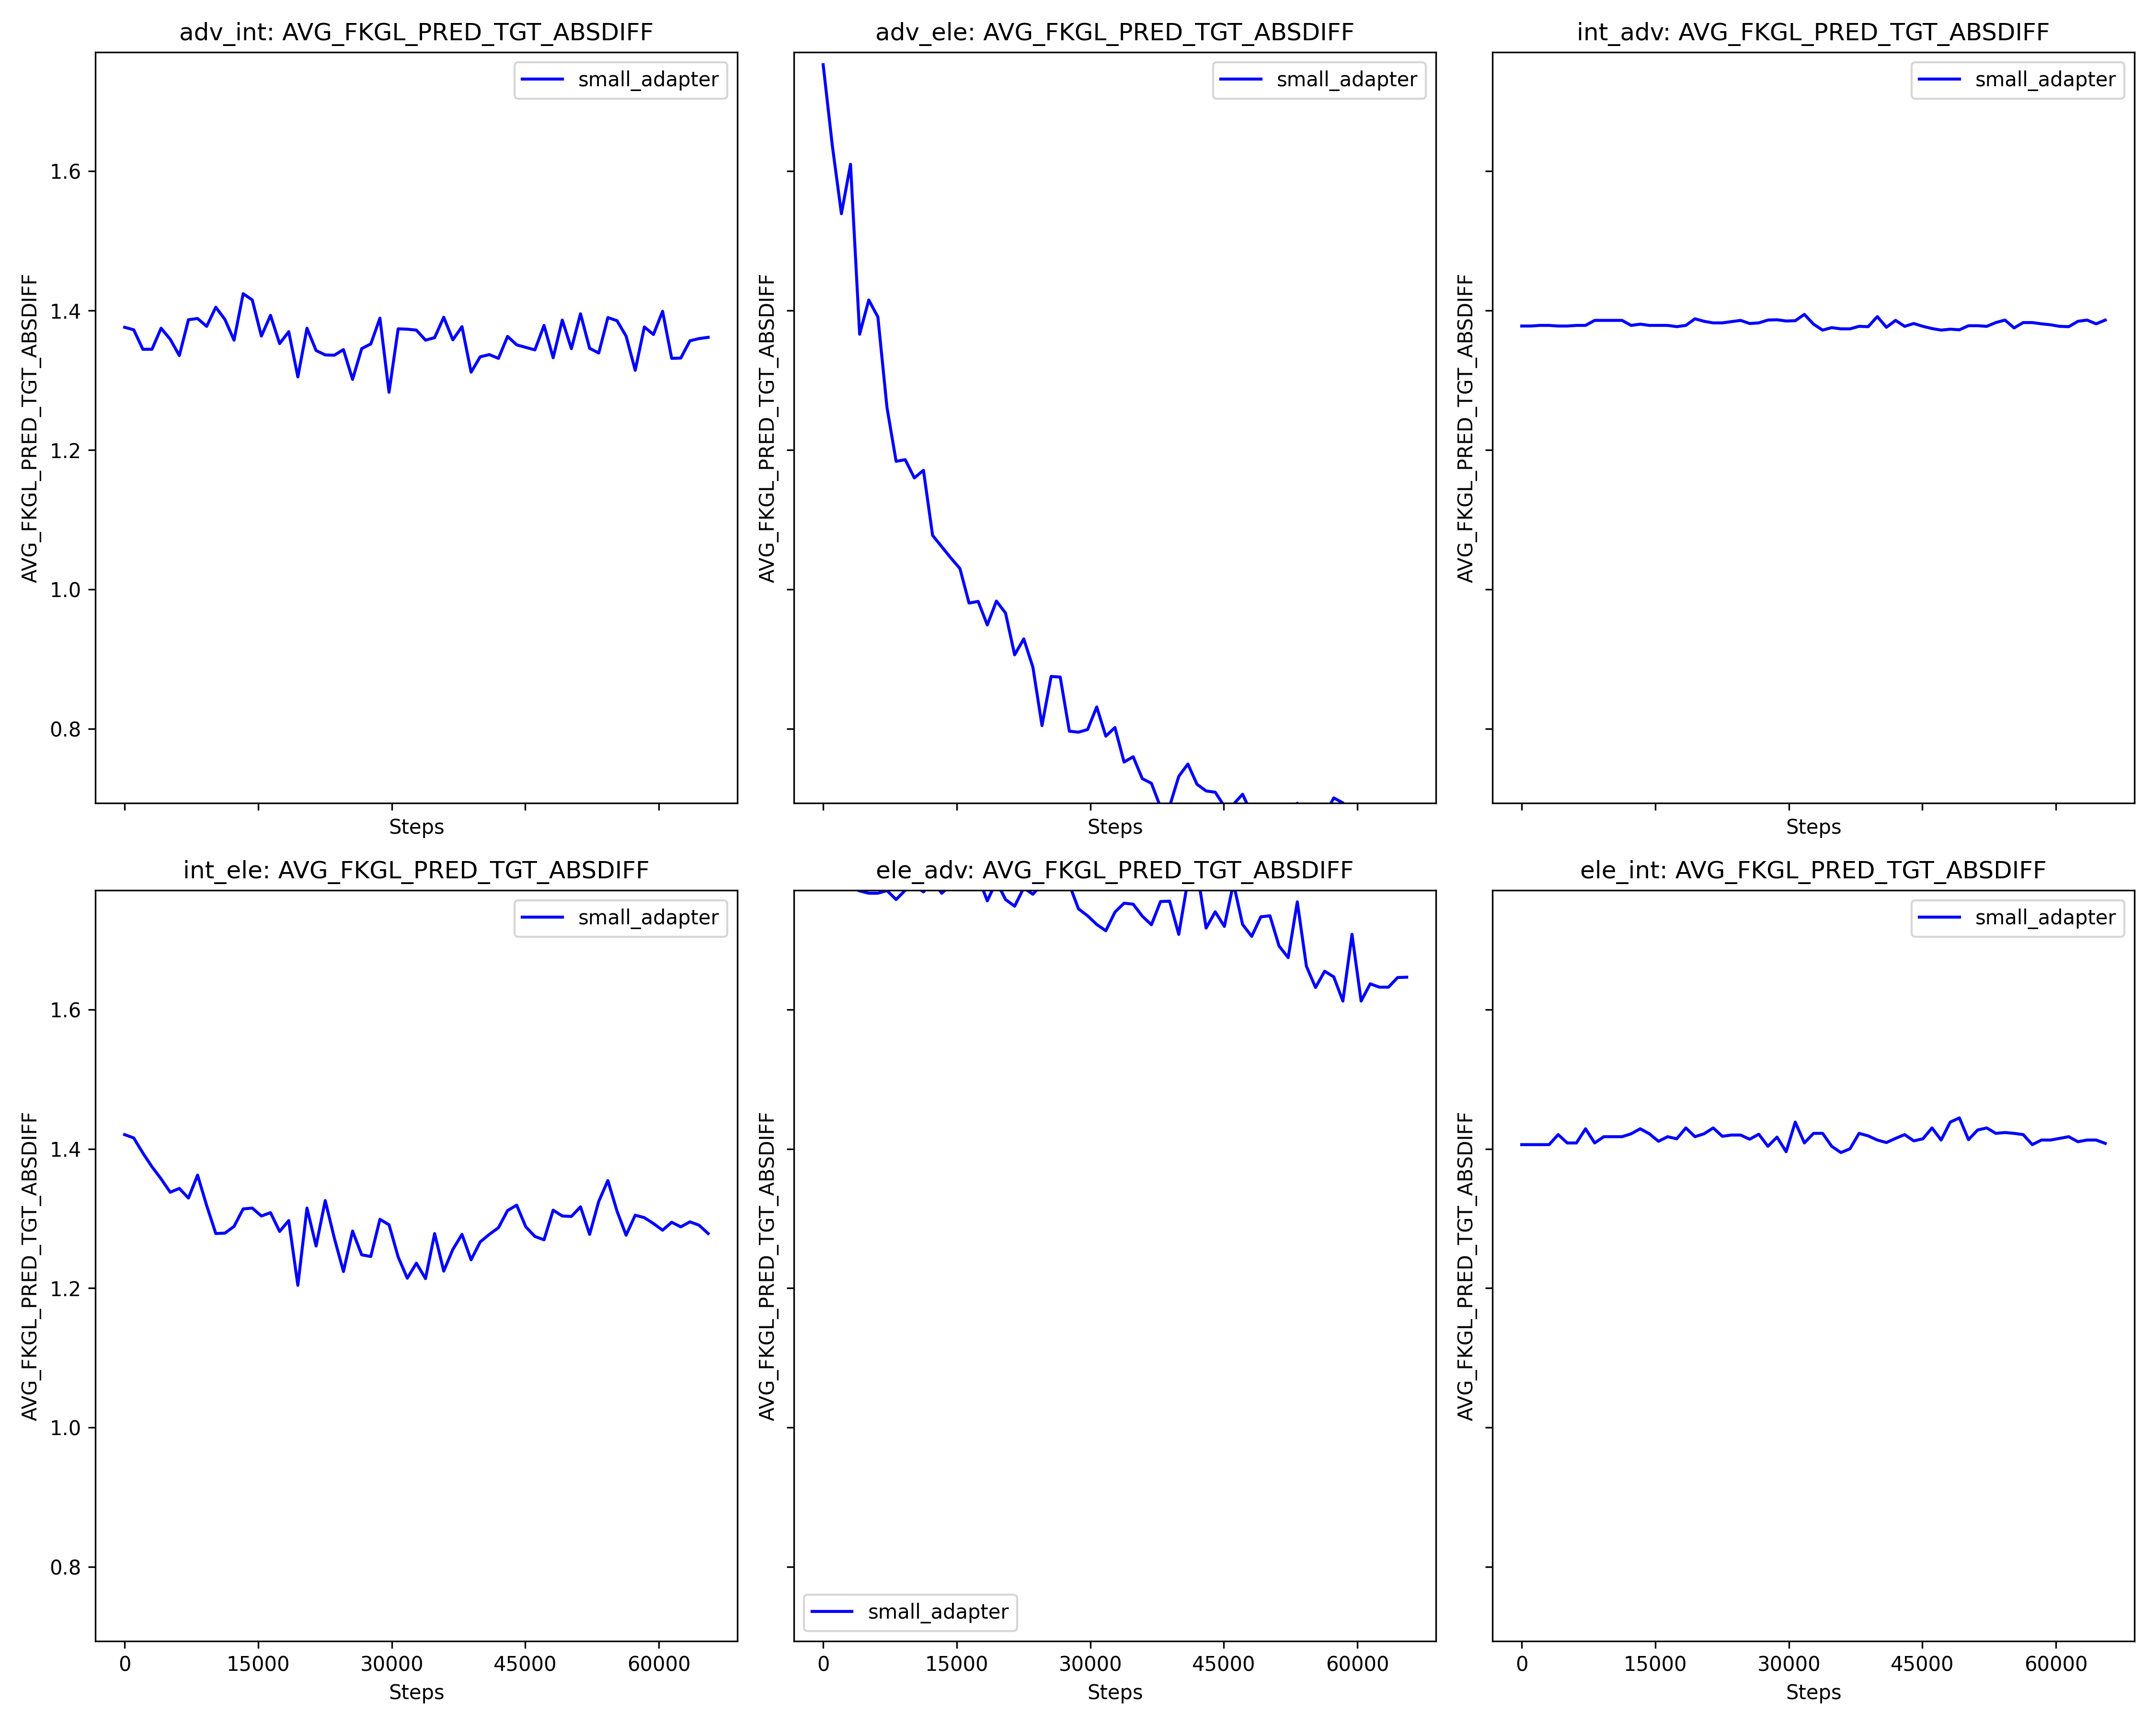 adv_int: AVG_FKGL_PRED_TGT_ABSDIFF
adv_ele: AVG_FKGL_PRED_TGT_ABSDIFF
int_adv: AVG_FKGL_PRED_TGT_ABSDIFF
small_adapter
small_adapter
small_adapter
AVG_FKGL_PRED_TGT_ABSDIFF
1.6
1.4
1.2
1.0
0.8
AVG_FKGL_PRED_TGT_ABSDIFF
AVG_FKGL_PRED_TGT_ABSDIFF
Steps
Steps
Steps
int_ele: AVG_FKGL_PRED_TGT_ABSDIFF
ele_adv: AVG_FKGL_PRED_TGT_ABSDIFF
ele_int: AVG_FKGL_PRED_TGT_ABSDIFF
small_adapter
small_adapter
small_adapter
AVG_FKGL_PRED_TGT_ABSDIFF
1.6
1.4
1.2
1.0
0.8
AVG_FKGL_PRED_TGT_ABSDIFF
AVG_FKGL_PRED_TGT_ABSDIFF
0 15000 30000 45000 60000
0 15000 30000 45000 60000
0 15000 30000 45000 60000
Steps
Steps
Steps